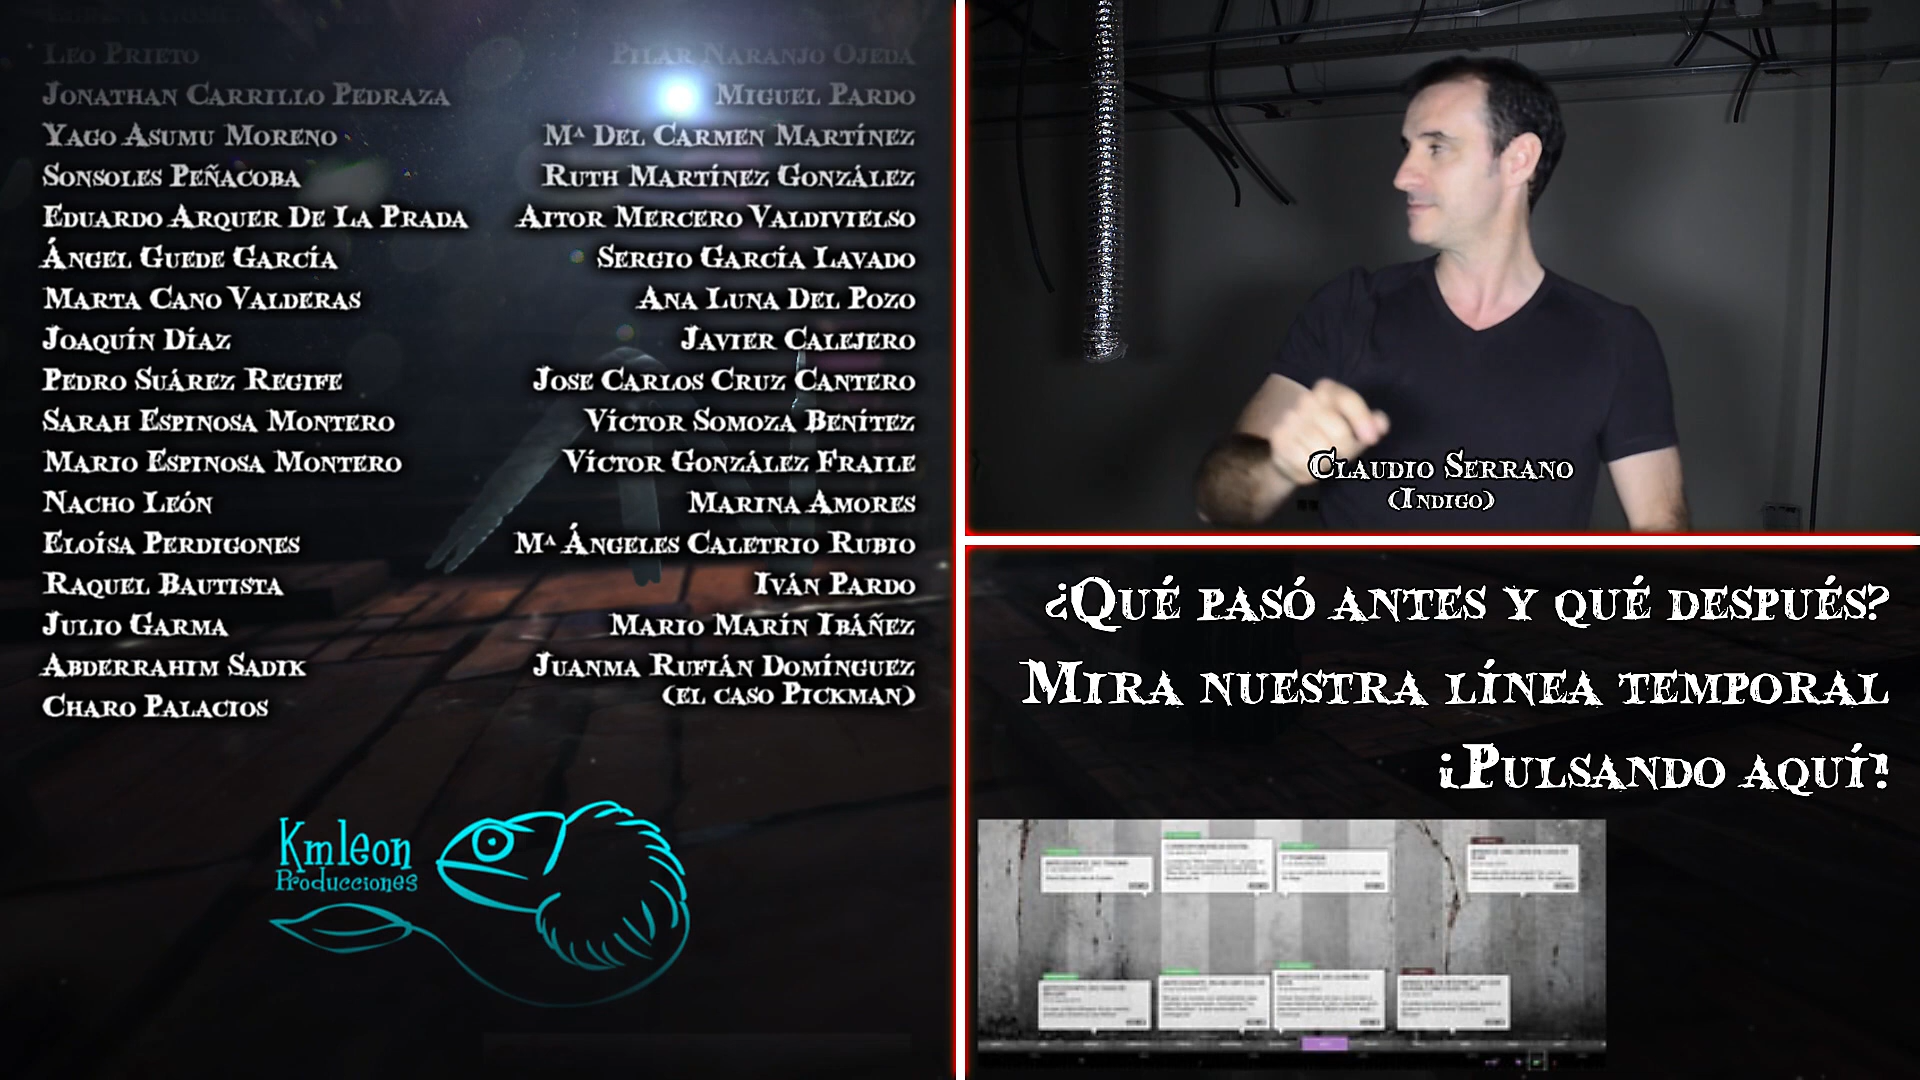 Leo Prieto
Jonathan Carrillo Pedraza
Yago Asumu Moreno
Sonsoles Peñacoba
Eduardo Arquer De La Prada
Ángel Guede García
Marta Cano Valderas
Joaquín Díaz
Pedro Suárez Regife
Sarah Espinosa Montero
Mario Espinosa Montero
Nacho León
Eloísa Perdigones
Raquel Bautista
Julio Garma
Abderrahim Sadik
Charo Palacios
Pilar Naranjo Ojeda
Miguel Pardo
Mª Del Carmen Martínez
Ruth Martínez González
Aitor Mercero Valdivielso
Sergio García Lavado
Ana Luna Del Pozo
Javier Calejero
Jose Carlos Cruz Cantero
Víctor Somoza Benítez
Víctor González Fraile
Marina Amores
Mª Ángeles Caletrio Rubio
Iván Pardo
Mario Marín Ibáñez
Juanma Rufián Domínguez
(el caso Pickman)
Kmleon
Producciones
Claudio Serrano
(Indigo)
¿Qué pasó antes y qué después?
Mira nuestra línea temporal
¡Pulsando aquí!